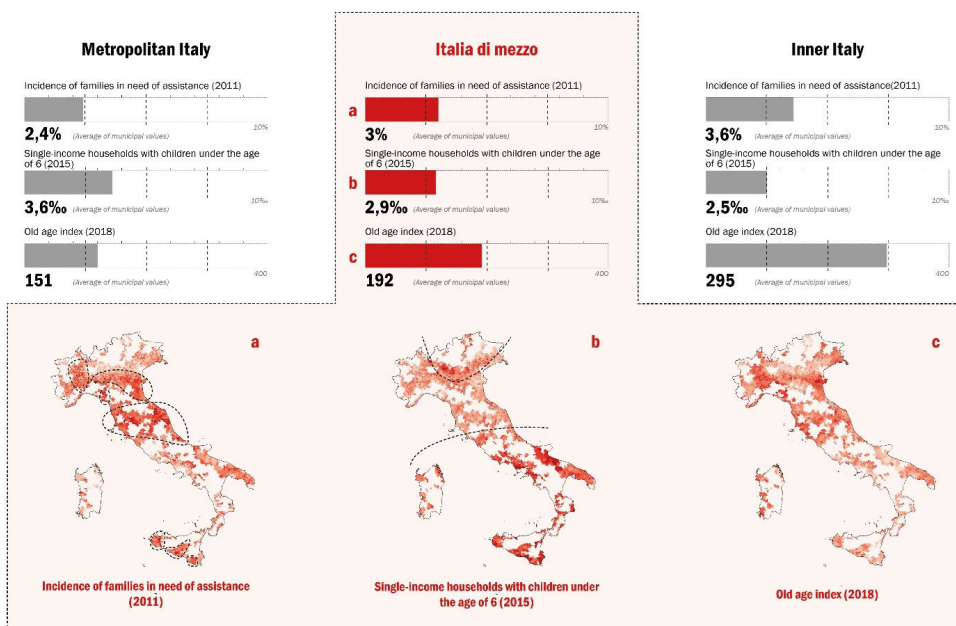 Metropolitan Italy
Incidence of families in need of assistance (2011)
10%
2,4% (Average of municipal values)
Single-income households with children under the age
of 6 (2015)
10‰
3,6‰ (Average of municipal values)
Old age index (2018)
400
151 (Average of municipal values)
Italia di mezzo
Incidence of families in need of assistance (2011)
a
10%
3% (Average of municipal values)
Single-income households with children under the age
of 6 (2015)
b
10‰
2,9‰ (Average of municipal values)
Old age index (2018)
c
400
192 (Average of municipal values)
Inner Italy
Incidence of families in need of assistance(2011)
10%
3,6% (Average of municipal values)
Single-income households with children under the age
of 6 (2015)
10‰
2,5‰ (Average of municipal values)
Old age index (2018)
400
295 (Average of municipal values)
a
Incidence of families in need of assistance
(2011)
b
Single-income households with children under
the age of 6 (2015)
c
Old age index (2018)